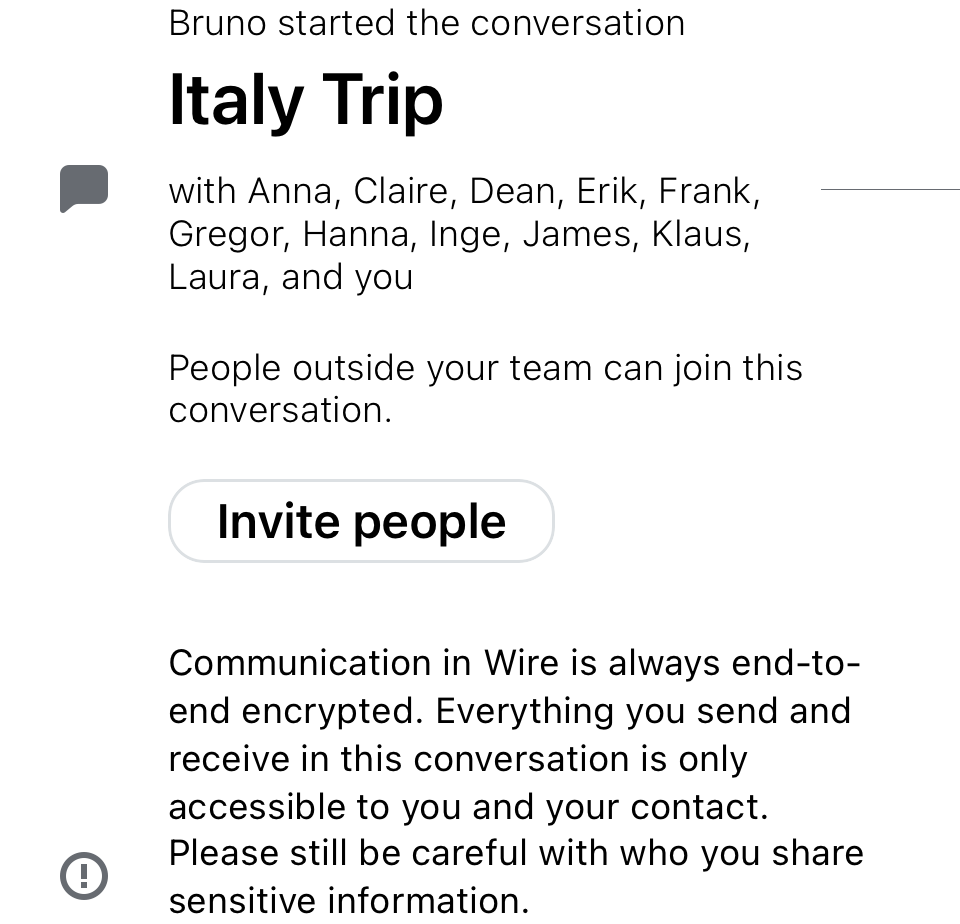 Bruno started the conversation
Italy Trip
with Anna, Claire, Dean, Erik, Frank,
Gregor, Hanna, Inge, James, Klaus,
Laura, and you
People outside your team can join this
conversation.
Invite people
Communication in Wire is always end-to-
end encrypted. Everything you send and
receive in this conversation is only
accessible to you and your contact.
Please still be careful with who you share
sensitive information.